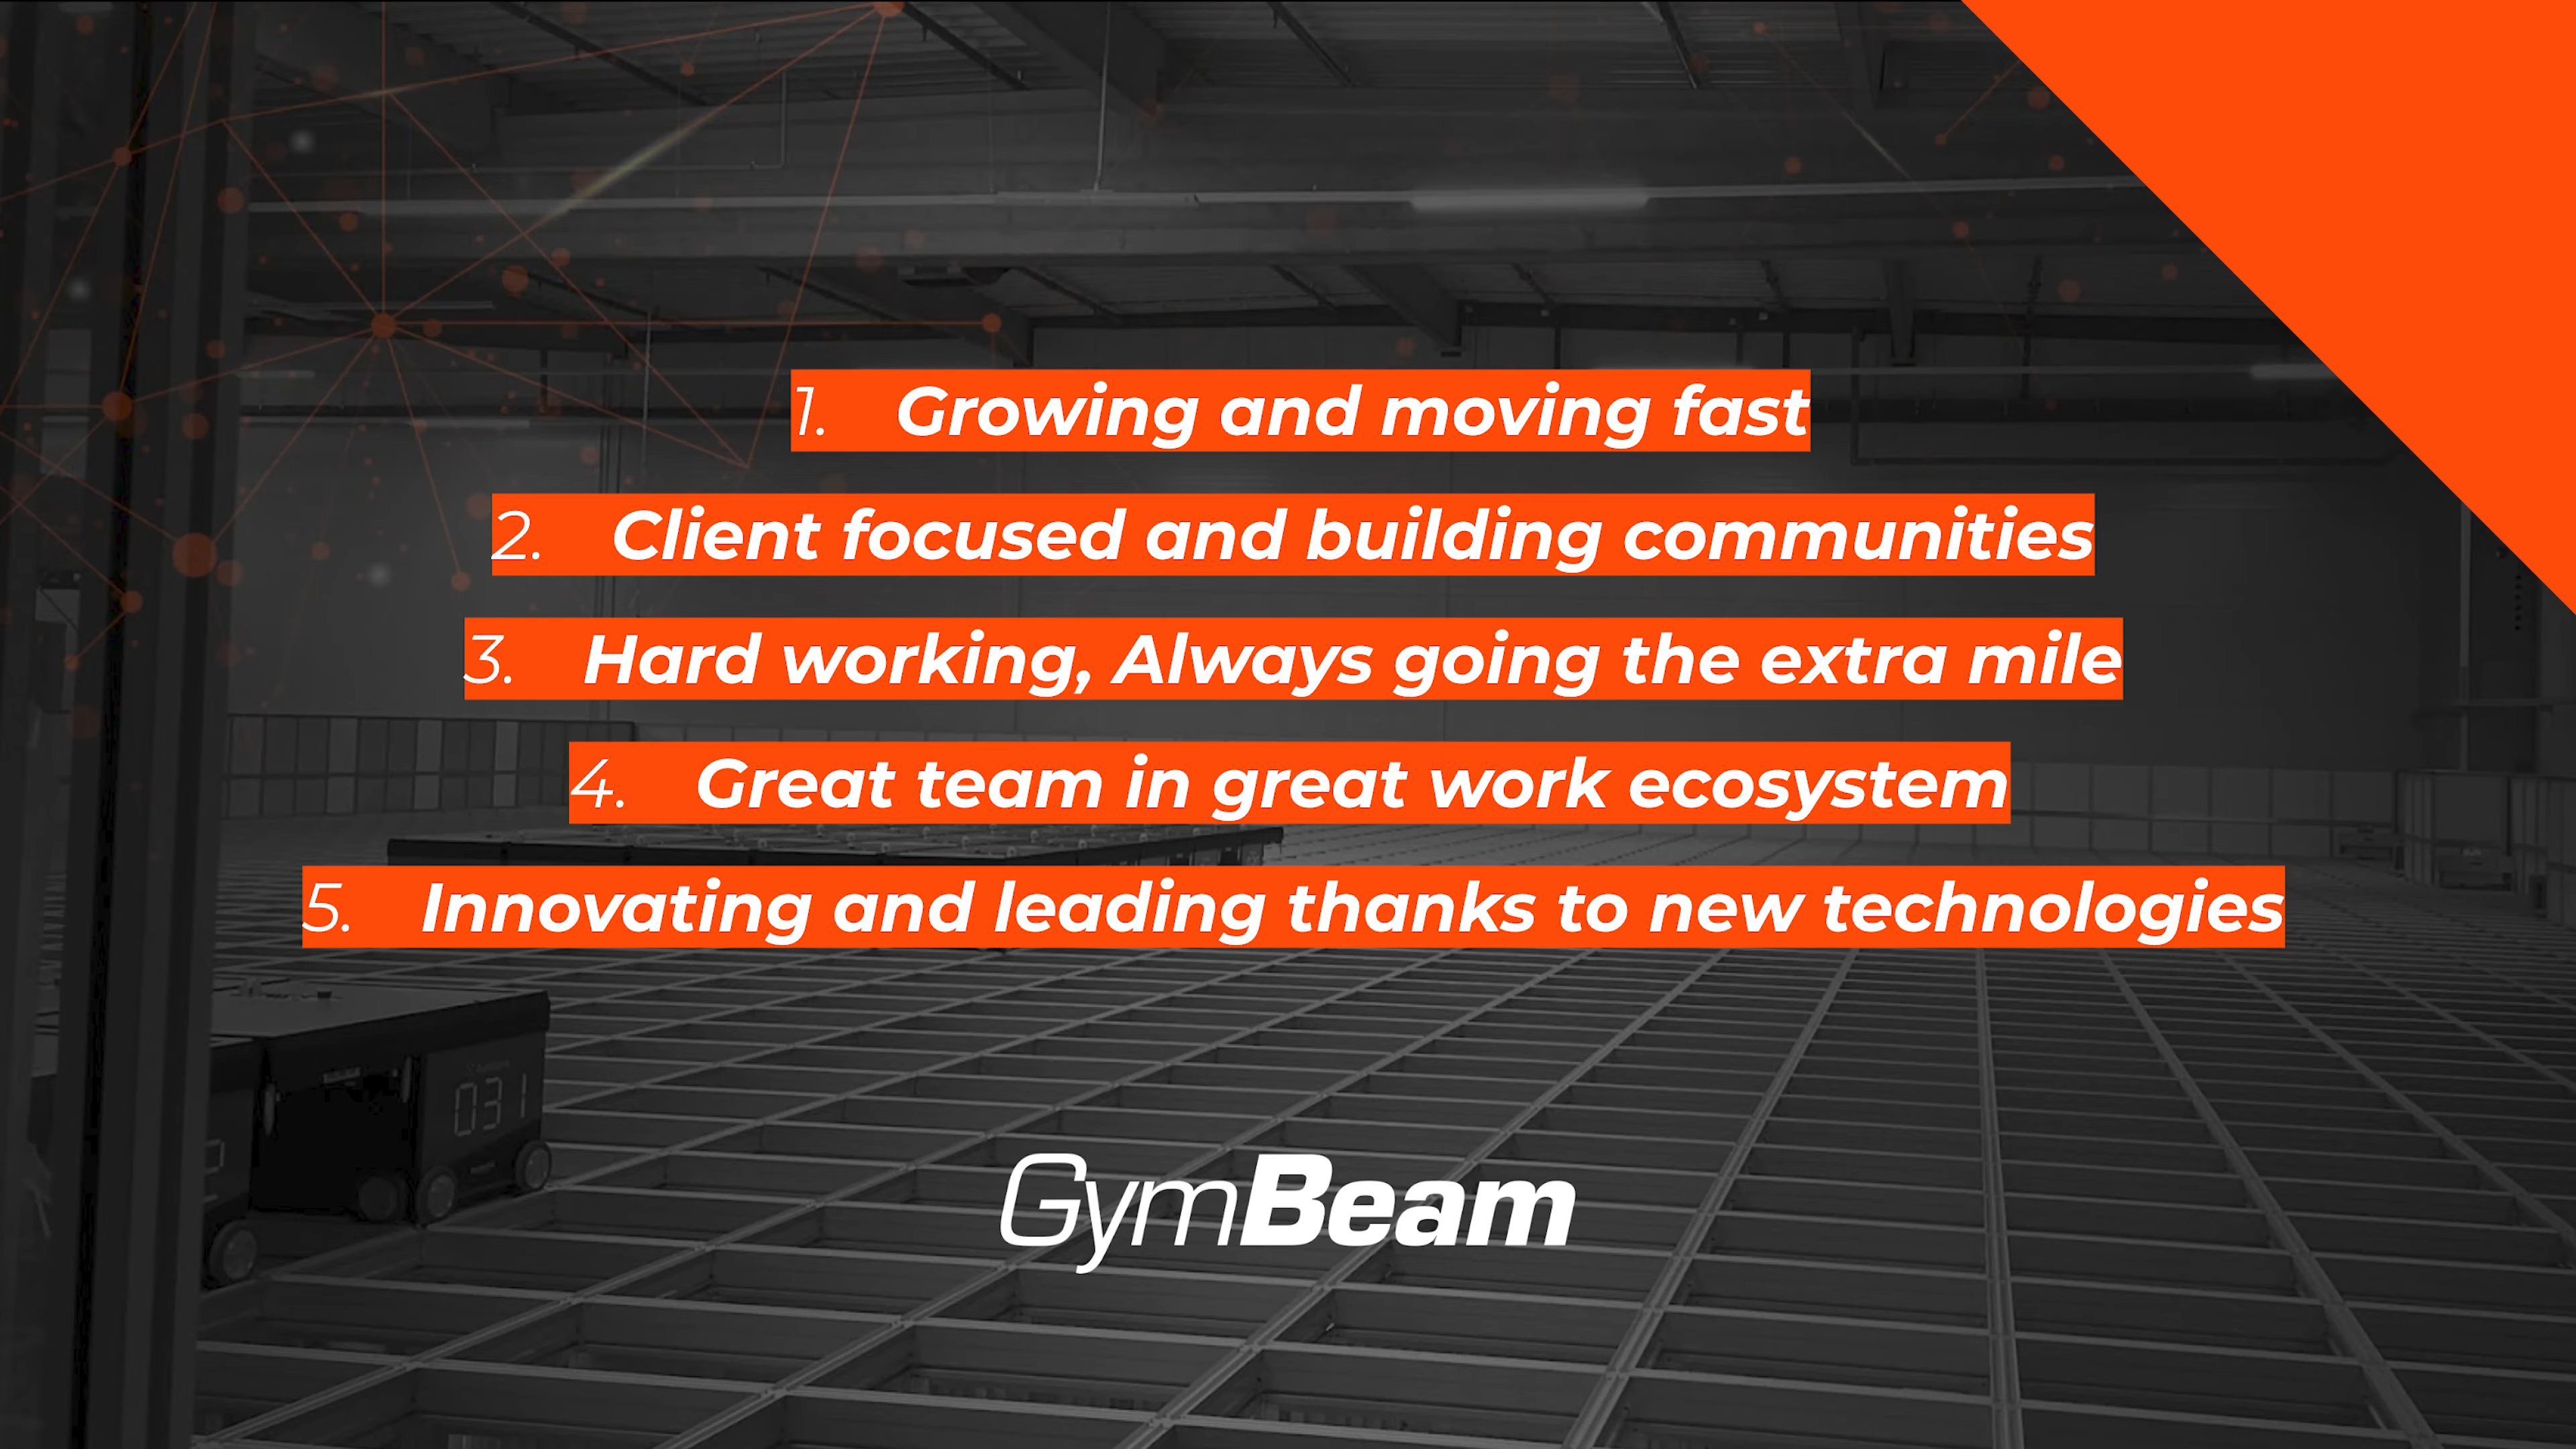 1. Growing and moving fast
2. Client focused and building communities
3. Hard working, Always going the extra mile
4. Great team in great work ecosystem
5. Innovating and leading thanks to new technologies
031
GymBeam